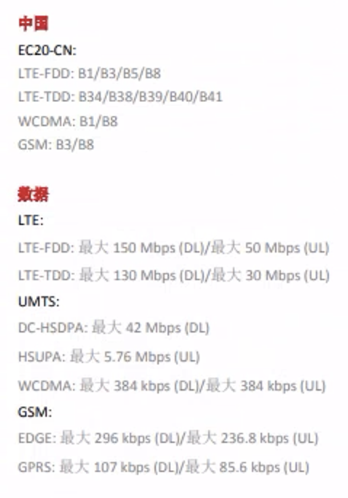 中国
EC20-CN:
LTE-FDD: B1/B3/B5/B8
LTE-TDD: B34/B38/B39/B40/B41
WCDMA: B1/B8
GSM: B3/B8
数据
LTE:
LTE-FDD: 最大 150 Mbps (DL)/最大 50 Mbps (UL)
LTE-TDD: 最大 130 Mbps (DL)/最大 30 Mbps (UL)
UMTS:
DC-HSDPA: 最大 42 Mbps (DL)
HSUPA: 最大 5.76 Mbps (UL)
WCDMA: 最大 384 kbps (DL)/最大 384 kbps (UL)
GSM:
EDGE: 最大 296 kbps (DL)/最大 236.8 kbps (UL)
GPRS: 最大 107 kbps (DL)/最大 85.6 kbps (UL)